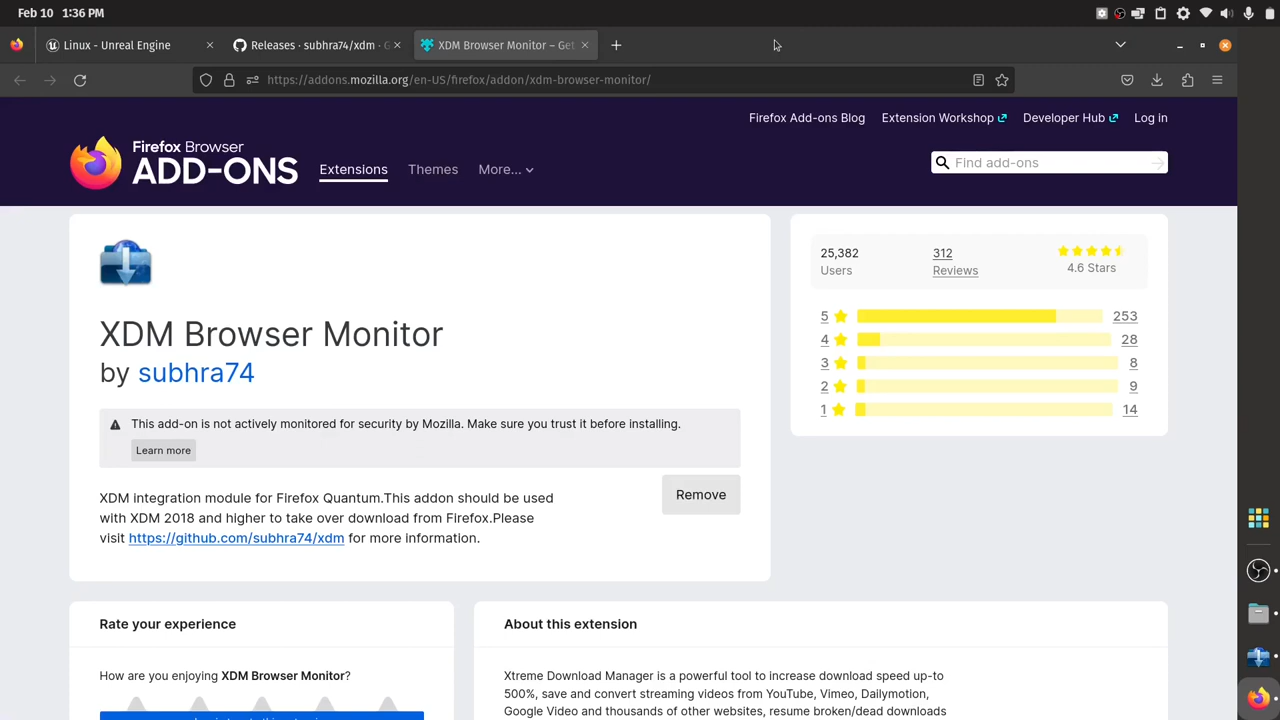 Feb 10 1:36 PM
Linux - Unreal Engine
Releases · subhra74/xdm · G
XDM Browser Monitor – Get
https://addons.mozilla.org/en-US/firefox/addon/xdm-browser-monitor/
Firefox Add-ons Blog
Extension Workshop
Developer Hub
Log in
Firefox Browser
ADD-ONS
Extensions
Themes
More...
Find add-ons
XDM Browser Monitor
by subhra74
This add-on is not actively monitored for security by Mozilla. Make sure you trust it before installing.
Learn more
XDM integration module for Firefox Quantum.This addon should be used
with XDM 2018 and higher to take over download from Firefox.Please
visit https://github.com/subhra74/xdm for more information.
Remove
25,382
Users
312
Reviews
4.6 Stars
5 253
4 28
3 8
2 9
1 14
Rate your experience
How are you enjoying XDM Browser Monitor?
About this extension
Xtreme Download Manager is a powerful tool to increase download speed up-to
500%, save and convert streaming videos from YouTube, Vimeo, Dailymotion,
Google Video and thousands of other websites, resume broken/dead downloads